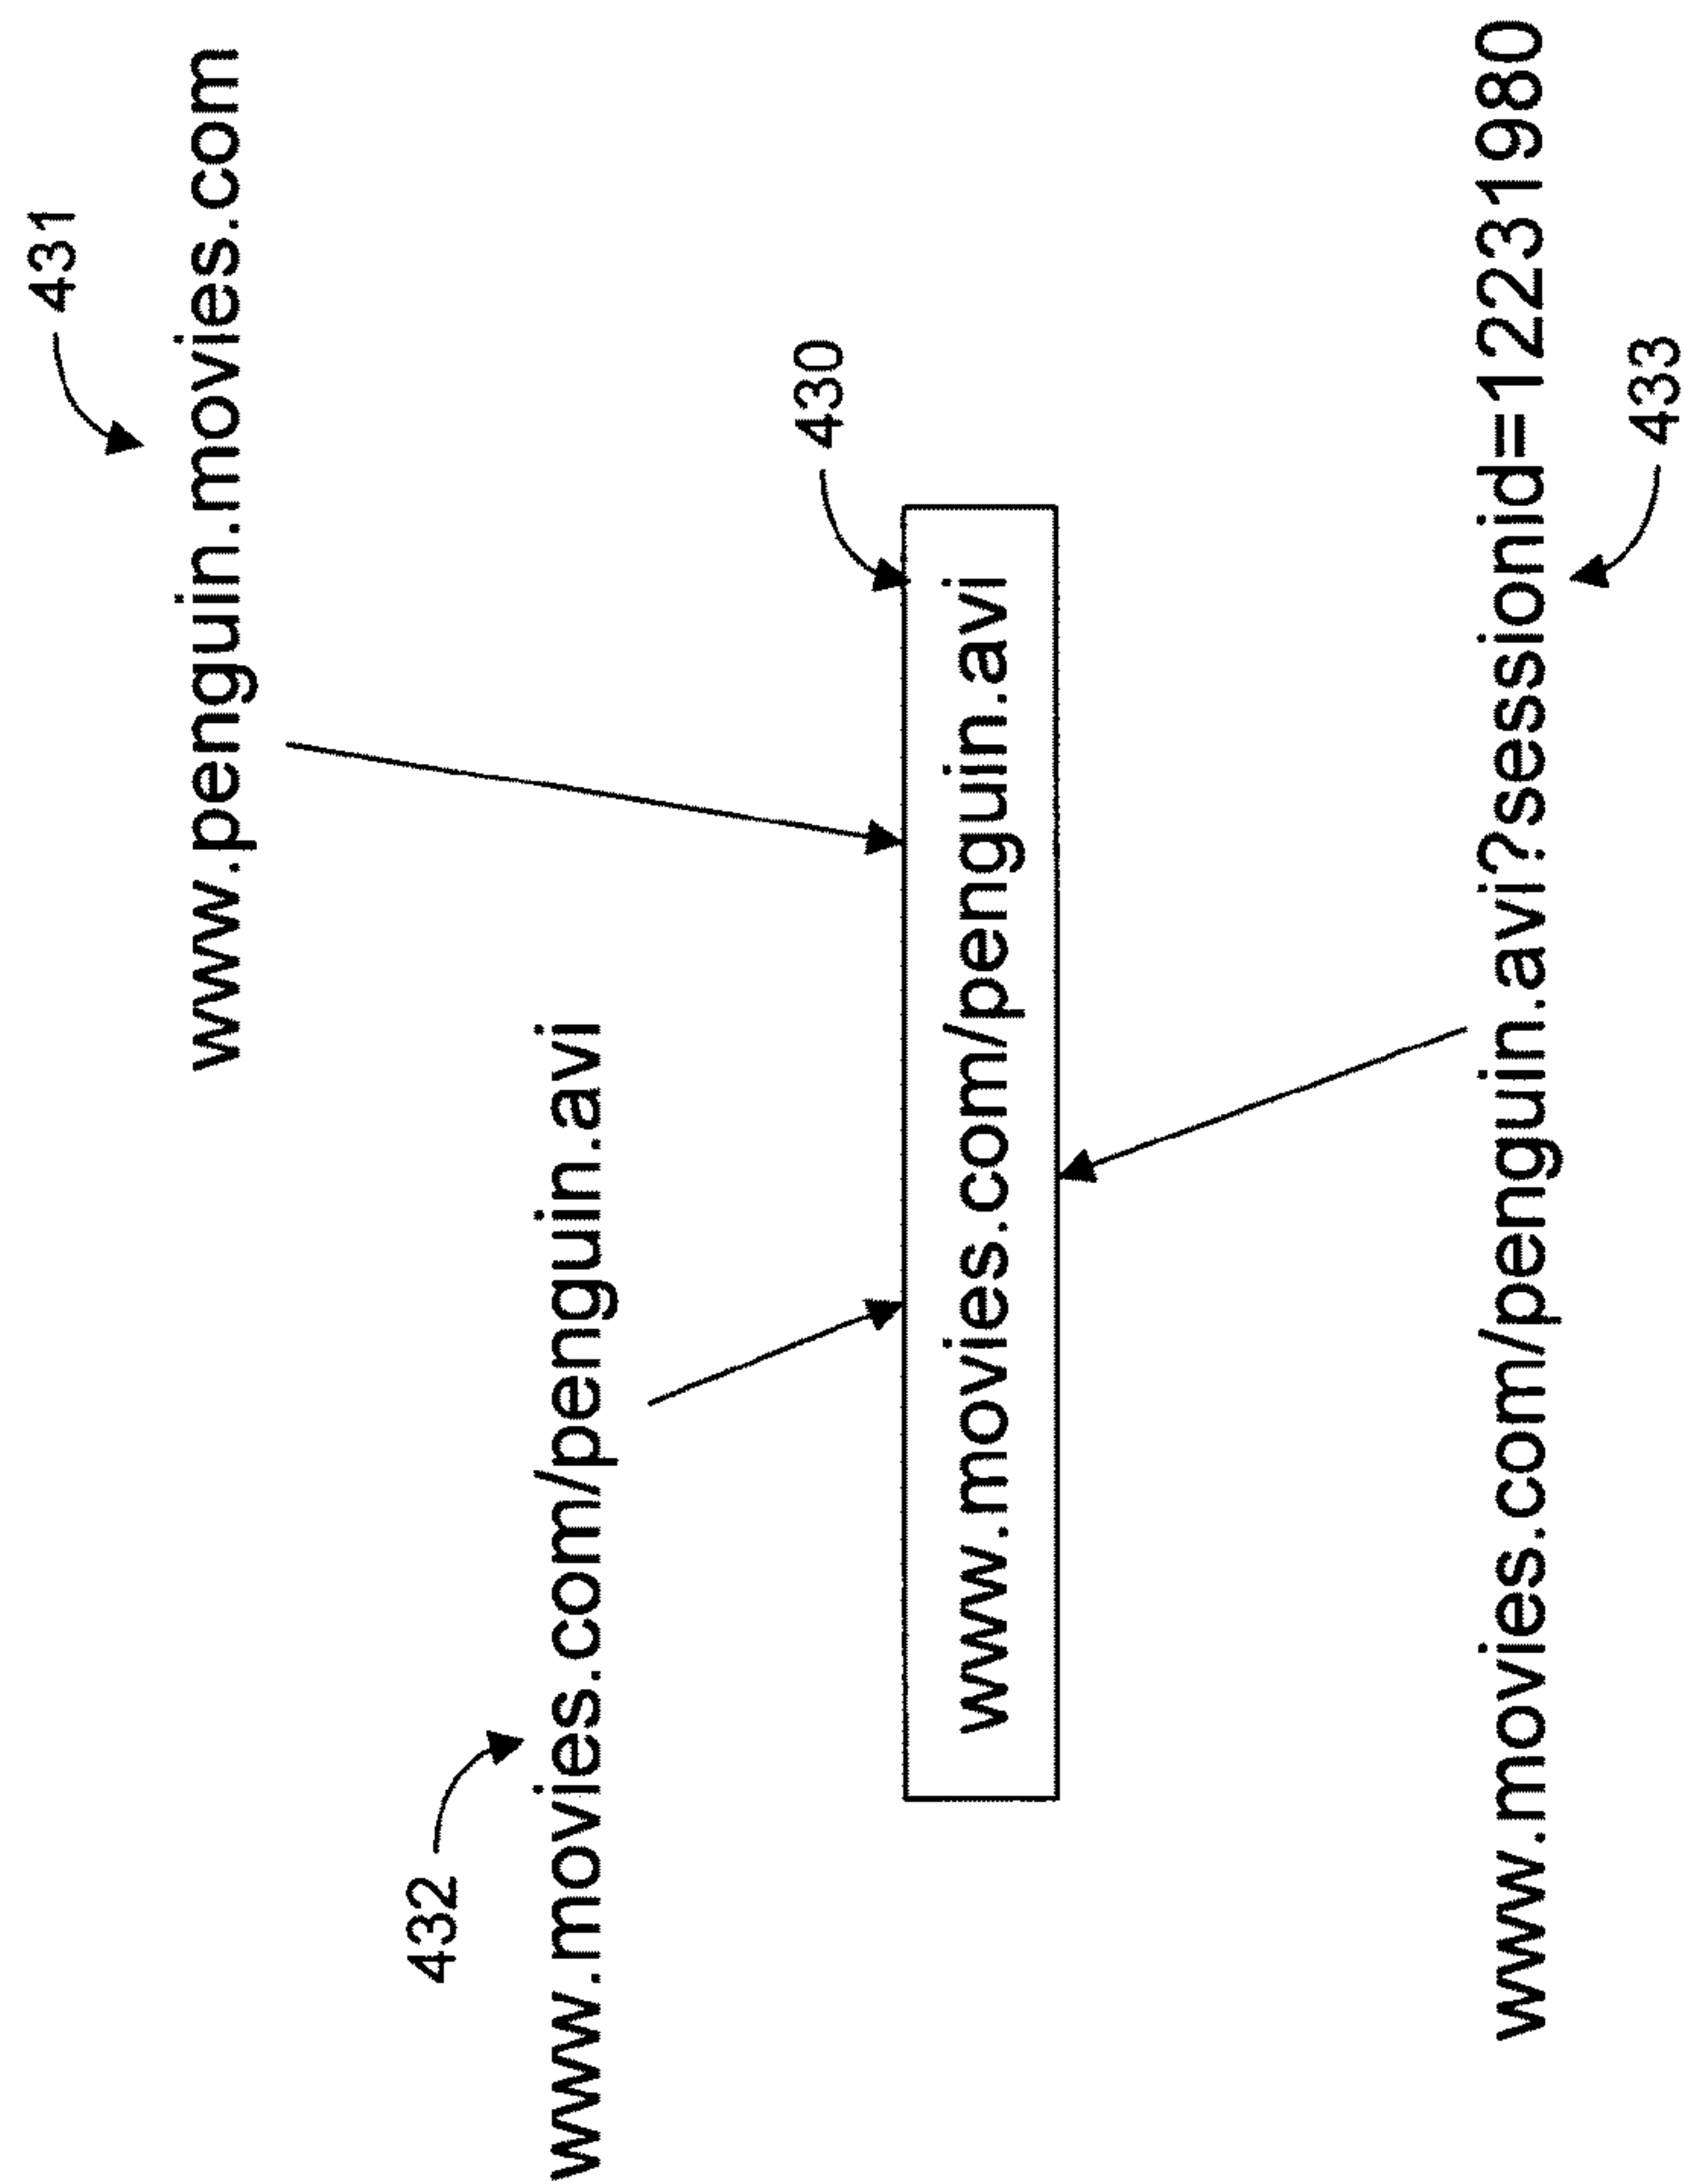 431
www.penguin.movies.com
432
www.movies.com/penguin.avi
430
www.movies.com/penguin.avi
www.movies.com/penguin.avi?sessionid=12231980
433